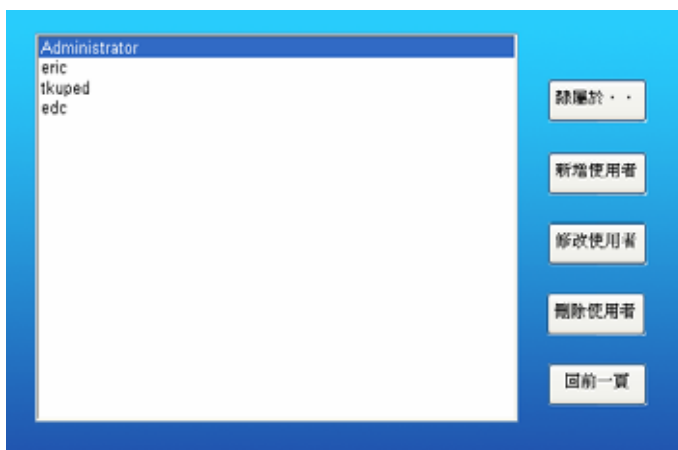 Administrator
eric
tkuped
edc
隸屬於・・
新增使用者
修改使用者
刪除使用者
回前一頁